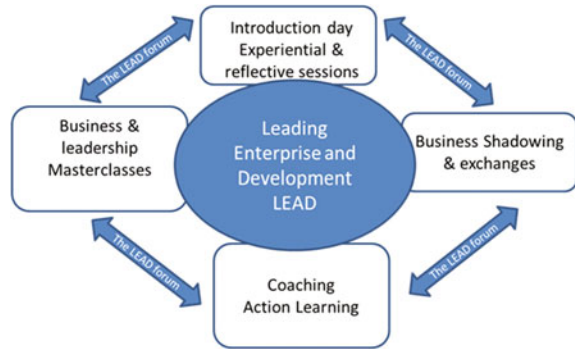 Introduction day
Experiential &
reflective sessions
The LEAD forum
The LEAD forum
Business &
leadership
Masterclasses
Leading
Enterprise and
Development
LEAD
Business Shadowing
& exchanges
The LEAD forum
The LEAD forum
Coaching
Action Learning